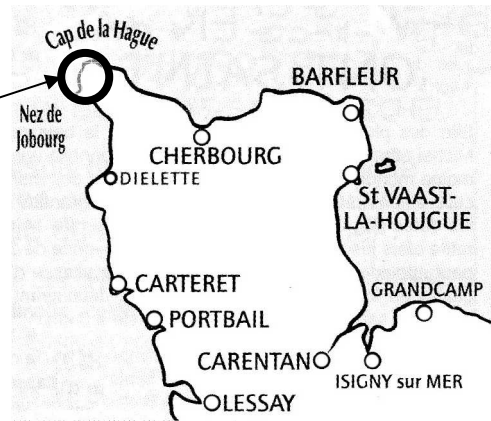 Cap de la Hague
Nez de
Jobourg
BARFLEUR
CHERBOURG
DIELETTE
St VAAST-
LA-HOUGUE
CARTERET
GRANDCAMP
PORTBAIL
CARENTAN
ISIGNY sur MER
LESSAY